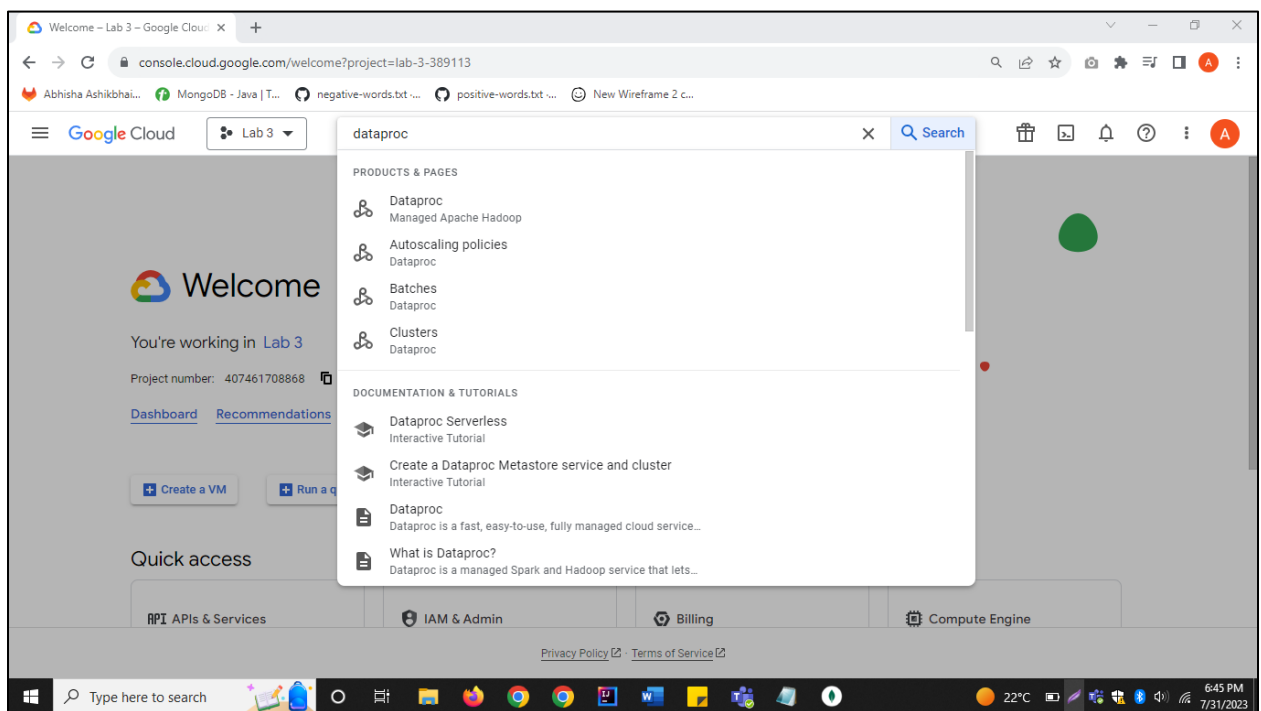 Welcome – Lab 3 – Google Cloud
console.cloud.google.com/welcome?project=lab-3-389113
Abhisha Ashikbhai... MongoDB - Java | T... negative-words.txt ·... positive-words.txt ·... New Wireframe 2 c...
Google Cloud Lab 3 dataproc Search A
PRODUCTS & PAGES
Dataproc
Managed Apache Hadoop
Autoscaling policies
Dataproc
Batches
Dataproc
Clusters
Dataproc
DOCUMENTATION & TUTORIALS
Dataproc Serverless
Interactive Tutorial
Create a Dataproc Metastore service and cluster
Interactive Tutorial
Dataproc
Dataproc is a fast, easy-to-use, fully managed cloud service...
What is Dataproc?
Dataproc is a managed Spark and Hadoop service that lets...
Welcome
You're working in Lab 3
Project number: 407461708868
Dashboard Recommendations
Create a VM Run a q
Quick access
API APIs & Services IAM & Admin Billing Compute Engine
Privacy Policy · Terms of Service
Type here to search 22°C 6:45 PM
7/31/2023